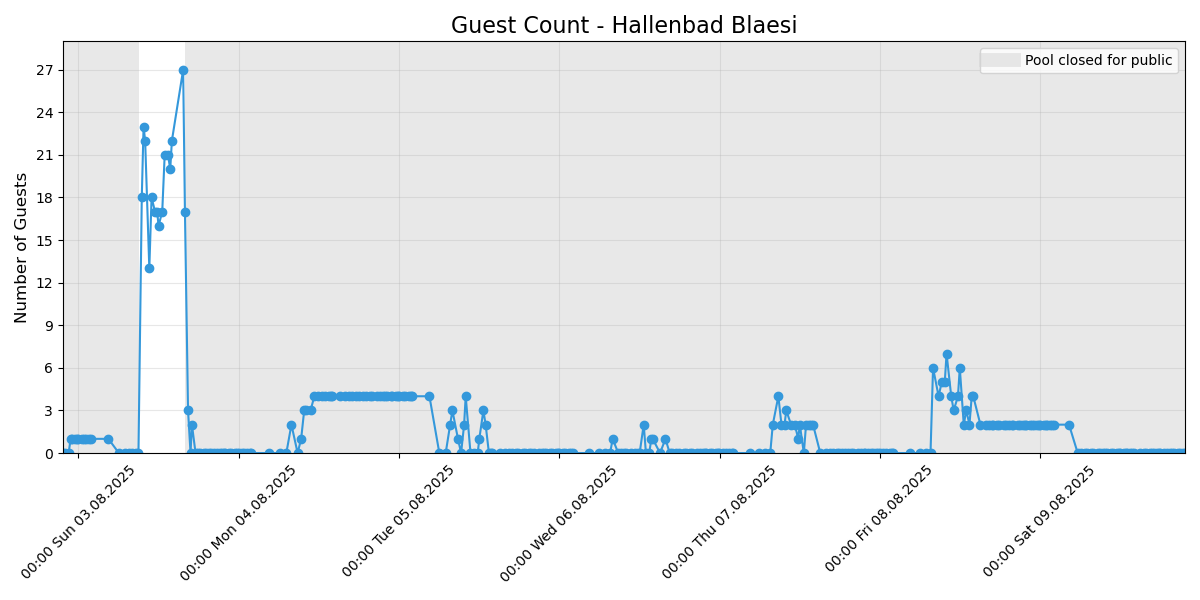 Guest Count - Hallenbad Blaesi
Pool closed for public
Number of Guests
27
24
21
18
15
12
9
6
3
0
00:00 Sun 03.08.2025
00:00 Mon 04.08.2025
00:00 Tue 05.08.2025
00:00 Wed 06.08.2025
00:00 Thu 07.08.2025
00:00 Fri 08.08.2025
00:00 Sat 09.08.2025